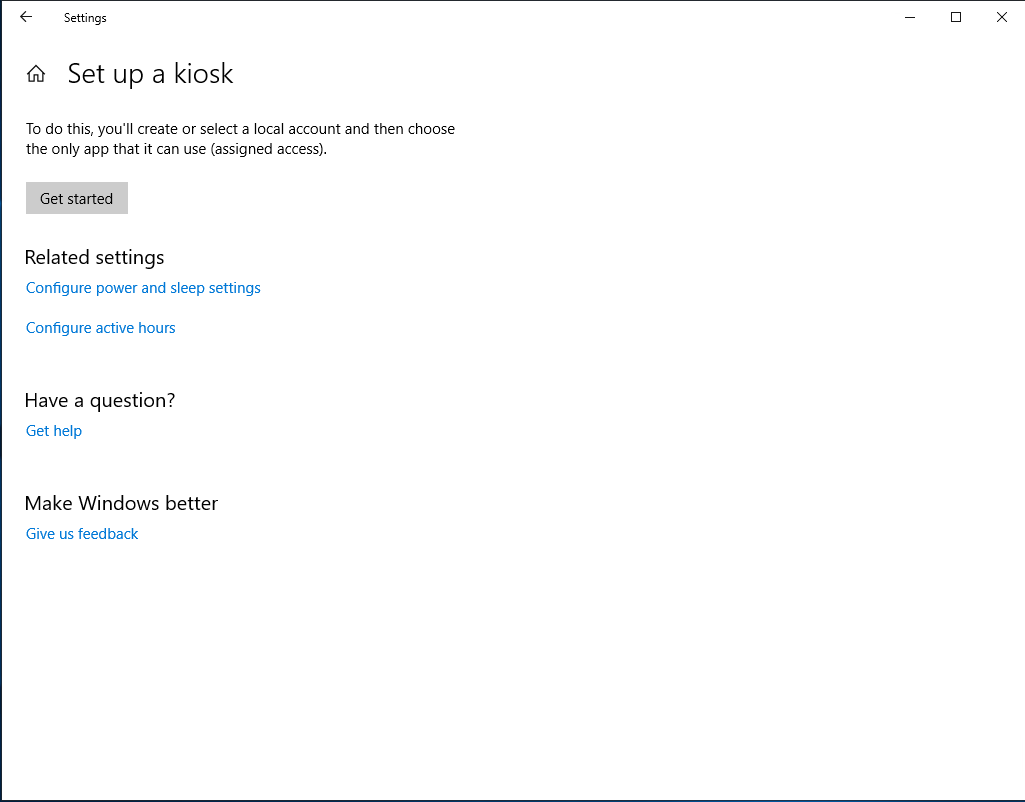 Settings
Set up a kiosk
To do this, you'll create or select a local account and then choose
the only app that it can use (assigned access).
Get started
Related settings
Configure power and sleep settings
Configure active hours
Have a question?
Get help
Make Windows better
Give us feedback